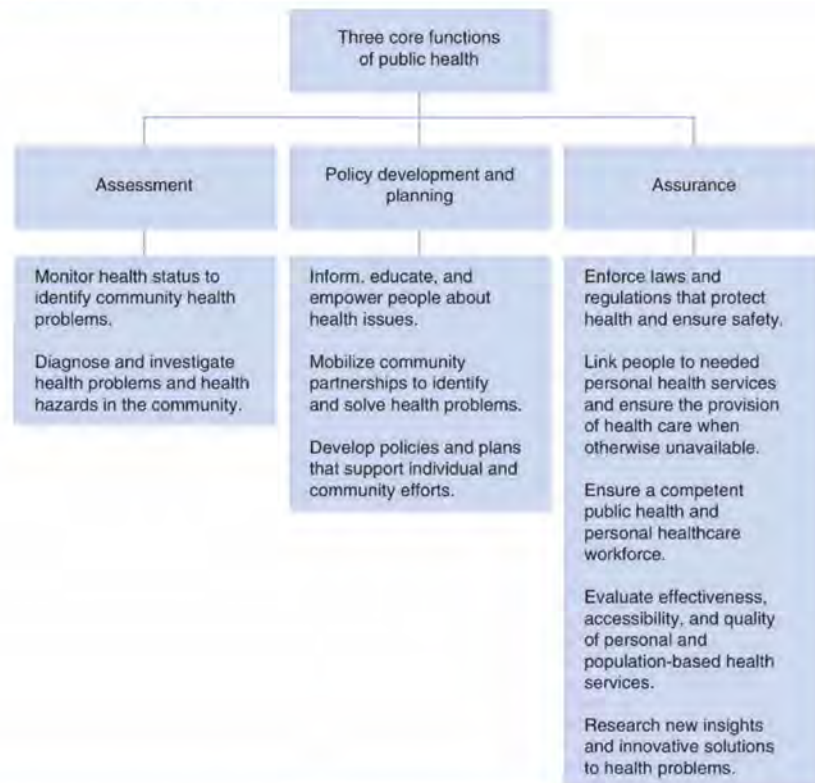 Three core functions
of public health
Assessment
Policy development and
planning
Assurance
Monitor health status to
identify community health
problems.
Diagnose and investigate
health problems and health
hazards in the community.
Inform, educate, and
empower people about
health issues.
Mobilize community
partnerships to identify
and solve health problems.
Develop policies and plans
that support individual and
community efforts.
Enforce laws and
regulations that protect
health and ensure safety.
Link people to needed
personal health services
and ensure the provision
of health care when
otherwise unavailable.
Ensure a competent
public health and
personal healthcare
workforce.
Evaluate effectiveness,
accessibility, and quality
of personal and
population-based health
services.
Research new insights
and innovative solutions
to health problems.